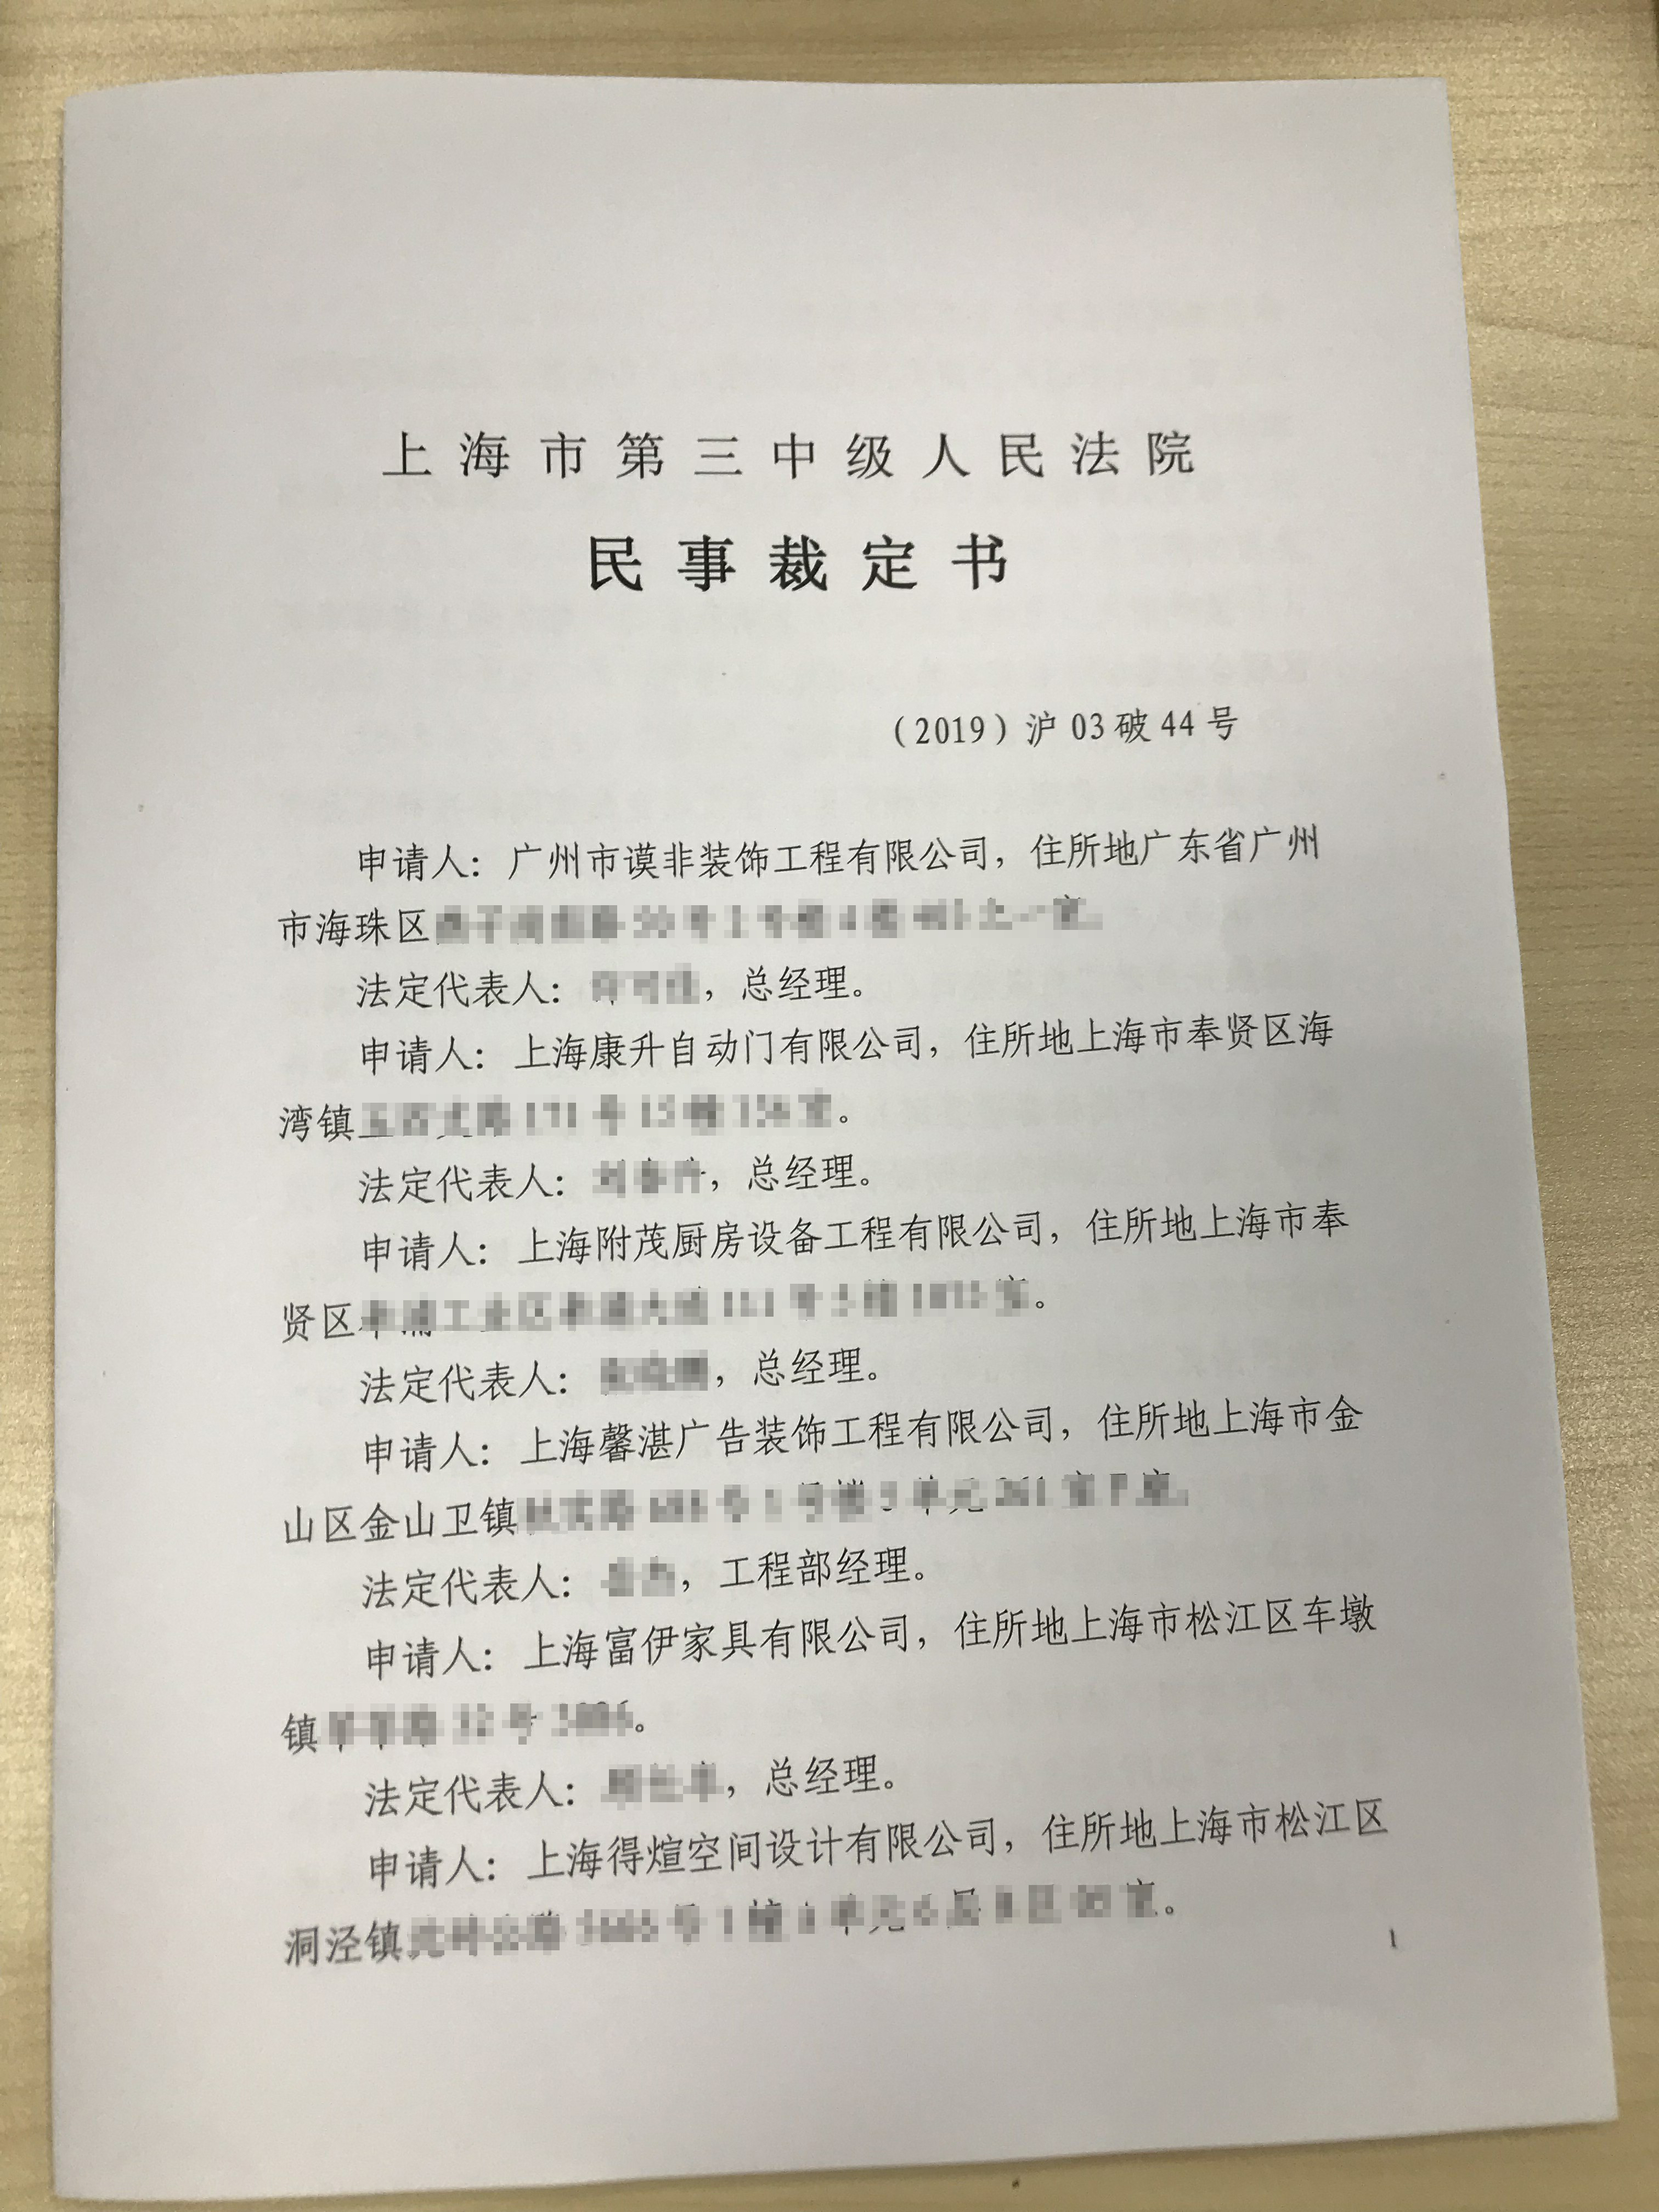 上海市第三中级人民法院
民事裁定书
（2019）沪03破44号
申请人：广州市谟非装饰工程有限公司，住所地广东省广州
市海珠区
法定代表人：，总经理。
申请人：上海康升自动门有限公司，住所地上海市奉贤区海
湾镇。
法定代表人：，总经理。
申请人：上海附茂厨房设备工程有限公司，住所地上海市奉
贤区。
法定代表人：，总经理。
申请人：上海馨湛广告装饰工程有限公司，住所地上海市金
山区金山卫镇
法定代表人：，工程部经理。
申请人：上海富伊家具有限公司，住所地上海市松江区车墩
镇。
法定代表人：，总经理。
申请人：上海得煊空间设计有限公司，住所地上海市松江区
洞泾镇。
1